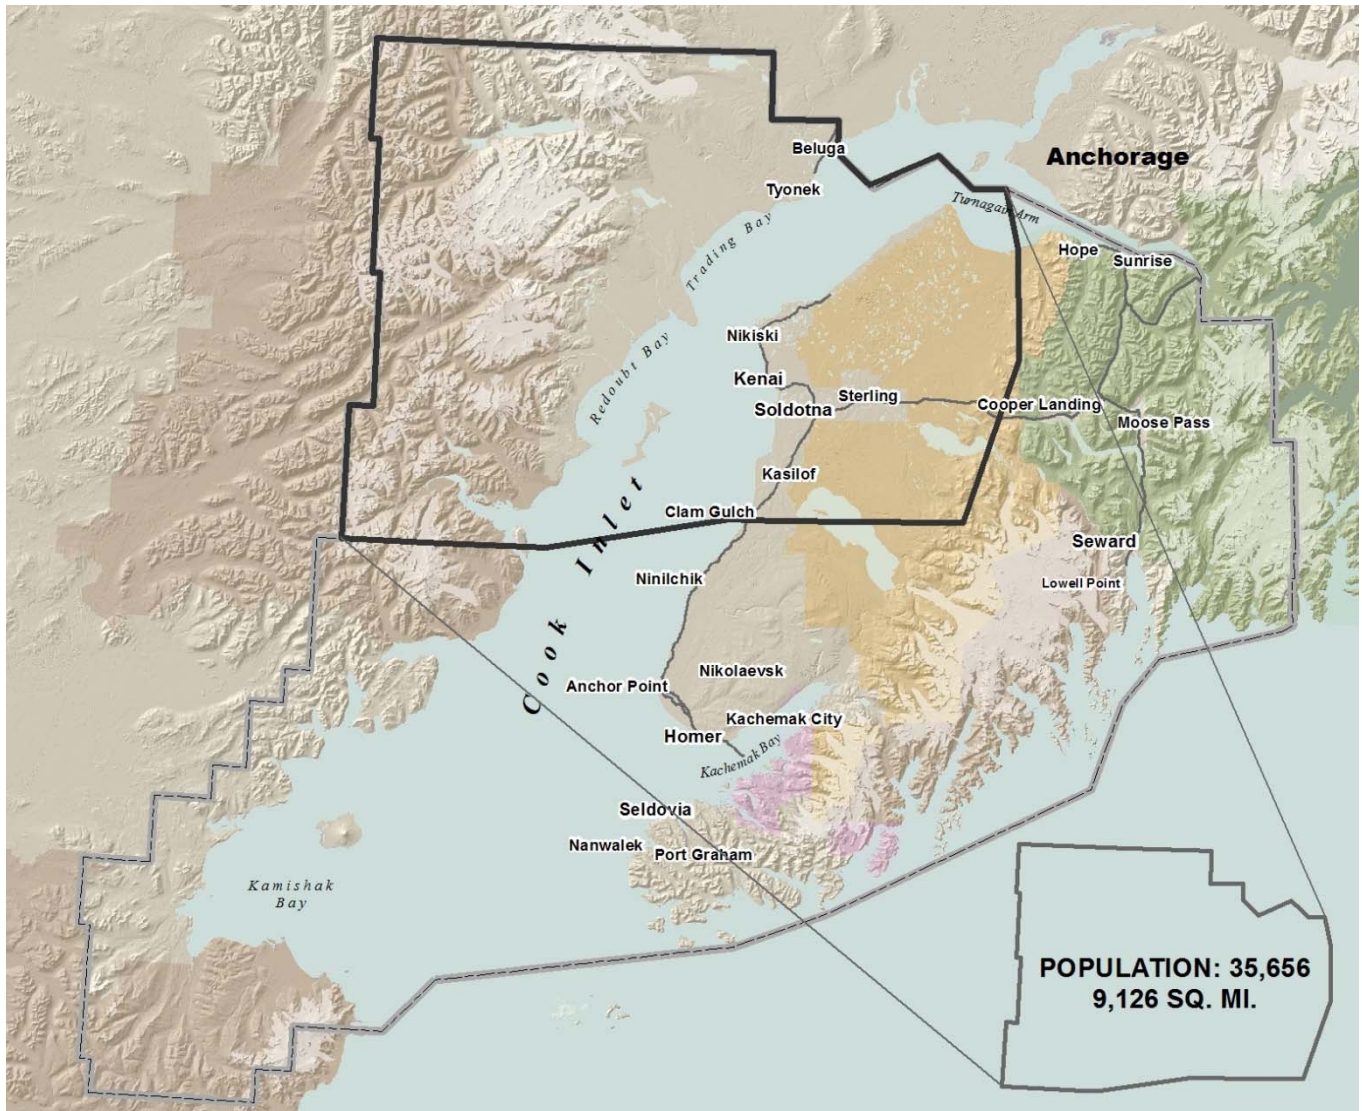 Beluga
Anchorage
Tyonek
Turnagain Arm
Trading Bay
Hope
Sunrise
Nikiski
Redoubt Bay
Kenai
Sterling
Soldotna
Cooper Landing
Moose Pass
Kasilof
Clam Gulch
Cook Inlet
Seward
Ninilchik
Lowell Point
Nikolaevsk
Anchor Point
Kachemak City
Homer
Kachemak Bay
Seldovia
Nanwalek
Port Graham
Kamishak
Bay
POPULATION: 35,656
9,126 SQ. MI.